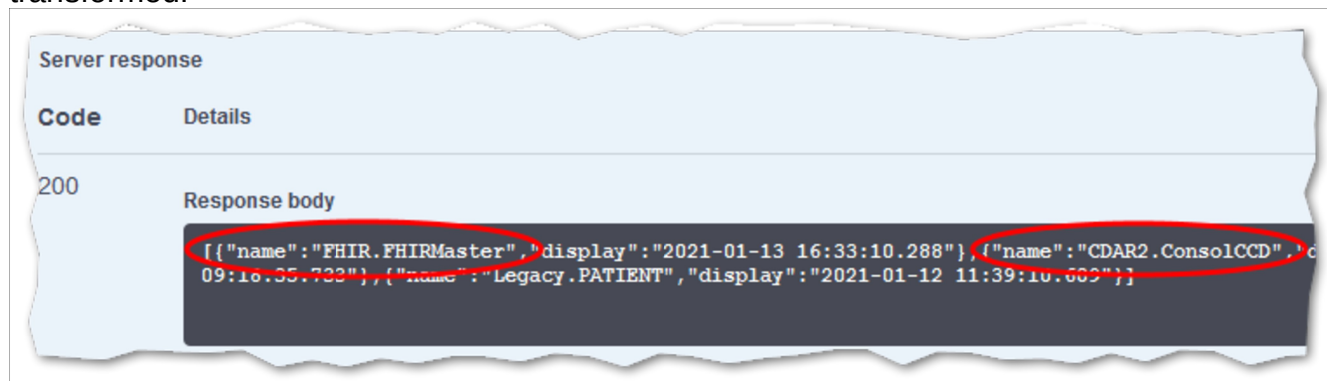 transformed.
Server response
Code Details
200
Response body
[{"name":"FHIR.FHIRMaster","display":"2021-01-13 16:33:10.288"},{"name":"CDAR2.ConsolCCD","d
09:16:35.733"},{"name":"Legacy.PATIENT","display":"2021-01-12 11:39:10.609"}]